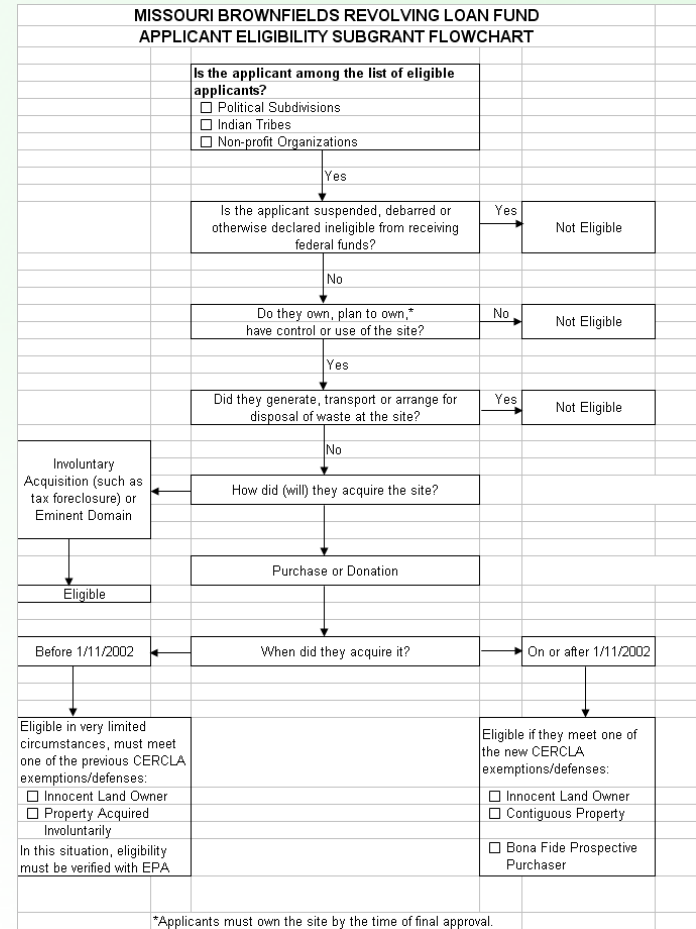 MISSOURI BROWNFIELDS REVOLVING LOAN FUND
APPLICANT ELIGIBILITY SUBGRANT FLOWCHART
Is the applicant among the list of eligible
applicants?
☐ Political Subdivisions
☐ Indian Tribes
☐ Non-profit Organizations
Yes
Is the applicant suspended, debarred or
otherwise declared ineligible from receiving
federal funds?
Yes
Not Eligible
No
Do they own, plan to own,*
have control or use of the site?
No
Not Eligible
Yes
Did they generate, transport or arrange for
disposal of waste at the site?
Yes
Not Eligible
No
How did (will) they acquire the site?
Involuntary
Acquisition (such as
tax foreclosure) or
Eminent Domain
Eligible
Purchase or Donation
When did they acquire it?
Before 1/11/2002
On or after 1/11/2002
Eligible in very limited
circumstances, must meet
one of the previous CERCLA
exemptions/defenses:
☐ Innocent Land Owner
☐ Property Acquired
Involuntarily
In this situation, eligibility
must be verified with EPA
Eligible if they meet one of
the new CERCLA
exemptions/defenses:
☐ Innocent Land Owner
☐ Contiguous Property
☐ Bona Fide Prospective
Purchaser
*Applicants must own the site by the time of final approval.